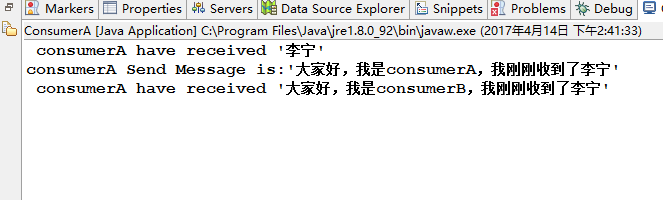 Markers Properties Servers Data Source Explorer Snippets Problems Debug
ConsumerA [Java Application] C:\Program Files\Java\jre1.8.0_92\bin\javaw.exe (2017年4月14日 下午2:41:33)
consumerA have received '李宁'
consumerA Send Message is:'大家好，我是consumerA，我刚刚收到了李宁'
consumerA have received '大家好，我是consumerB，我刚刚收到了李宁'